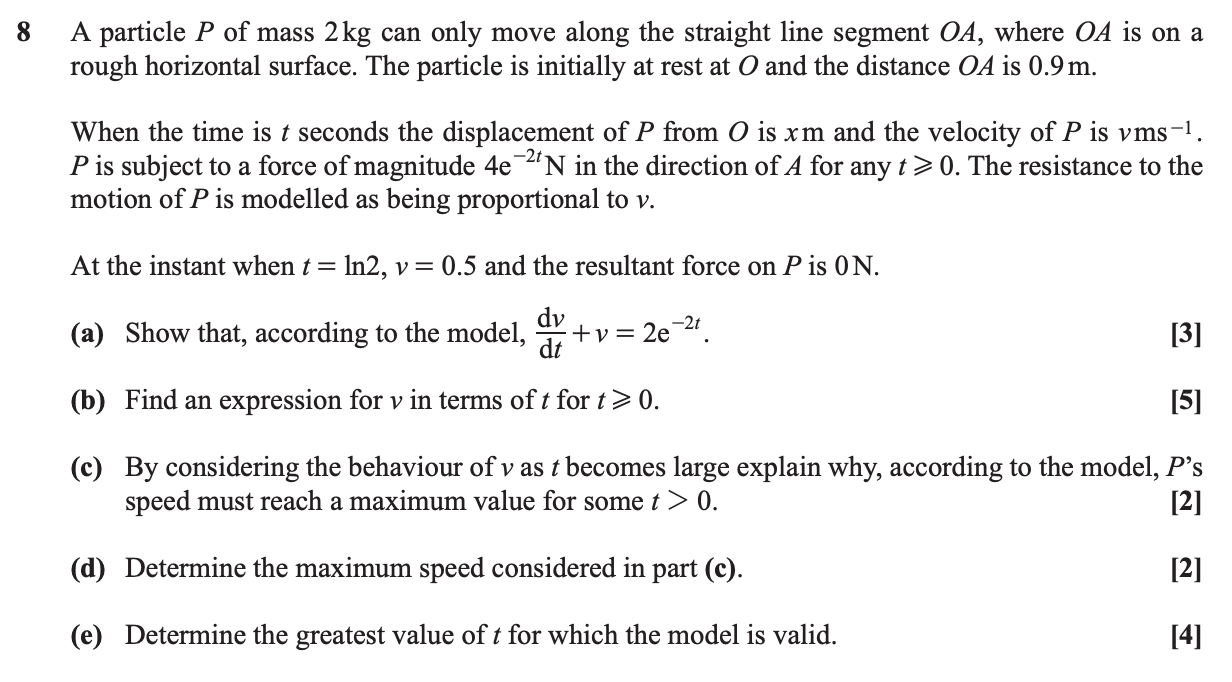 8 A particle P of mass 2 kg can only move along the straight line segment OA, where OA is on a
rough horizontal surface. The particle is initially at rest at O and the distance OA is 0.9 m.
When the time is t seconds the displacement of P from O is x m and the velocity of P is v ms⁻¹.
P is subject to a force of magnitude 4e⁻²ᵗ N in the direction of A for any t ⩾ 0. The resistance to the
motion of P is modelled as being proportional to v.
At the instant when t = ln2, v = 0.5 and the resultant force on P is 0 N.
(a) Show that, according to the model, dv/dt + v = 2e⁻²ᵗ. [3]
(b) Find an expression for v in terms of t for t ⩾ 0. [5]
(c) By considering the behaviour of v as t becomes large explain why, according to the model, P’s
speed must reach a maximum value for some t > 0. [2]
(d) Determine the maximum speed considered in part (c). [2]
(e) Determine the greatest value of t for which the model is valid. [4]